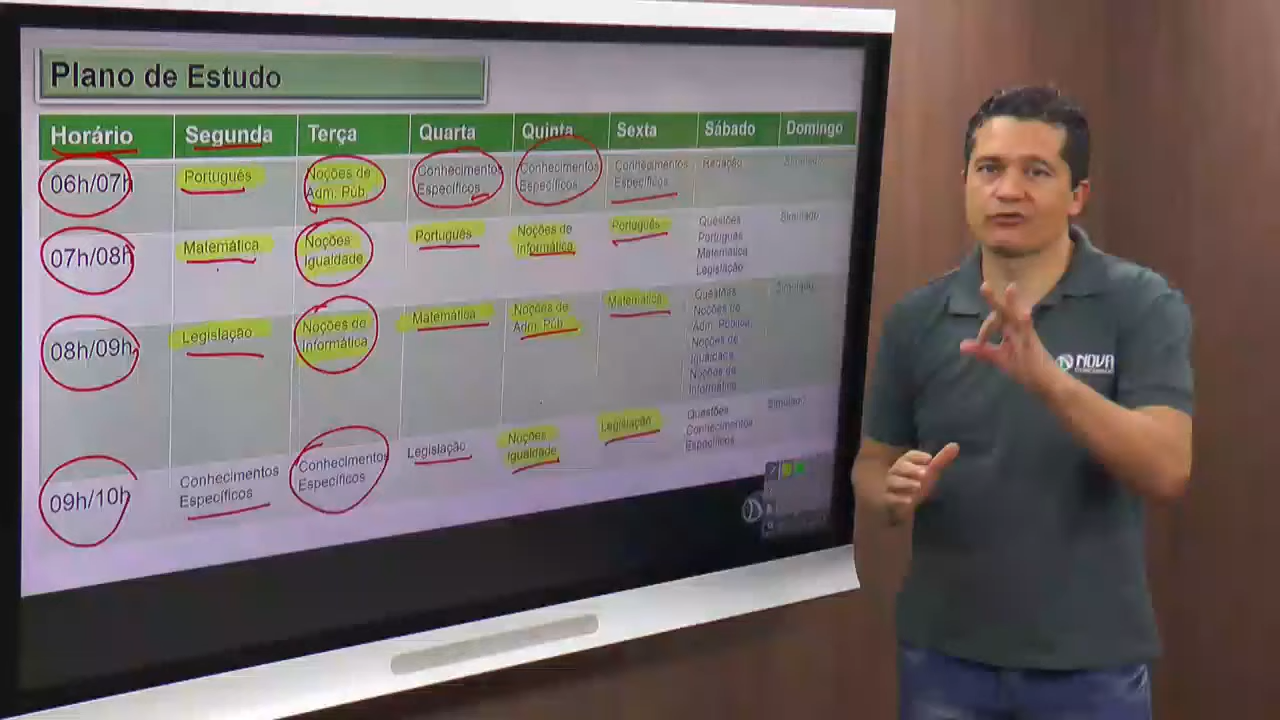 Plano de Estudo
Horário Segunda Terça Quarta Quinta Sexta Sábado Domingo
06h/07h Português Noções de Conhecimentos Conhecimentos Conhecimentos Redação Simulado
Adm. Púb. Específicos Específicos Específicos
07h/08h Matemática Noções Português Noções de Português Questões Simulado
Igualdade Informática Português
Matemática
Legislação
08h/09h Legislação Noções de Matemática Noções de Matemática Questões Simulado
Informática Adm. Púb. Noções de
Adm. Pública
Noções de
Igualdade
Noções de
Informática
09h/10h Conhecimentos Conhecimentos Legislação Noções Legislação Questões Simulado
Específicos Específicos Igualdade Conhecimentos
Específicos
NOVA